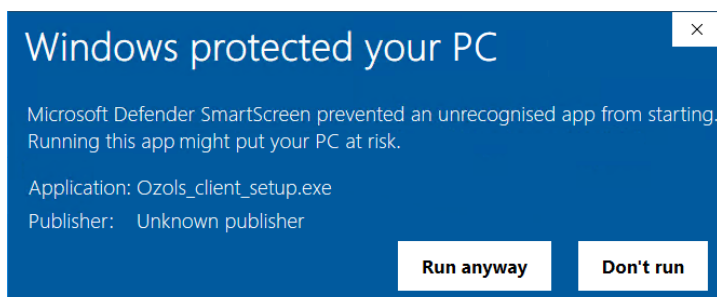 Windows protected your PC
Microsoft Defender SmartScreen prevented an unrecognised app from starting.
Running this app might put your PC at risk.
Application: Ozols_client_setup.exe
Publisher: Unknown publisher
Run anyway Don't run